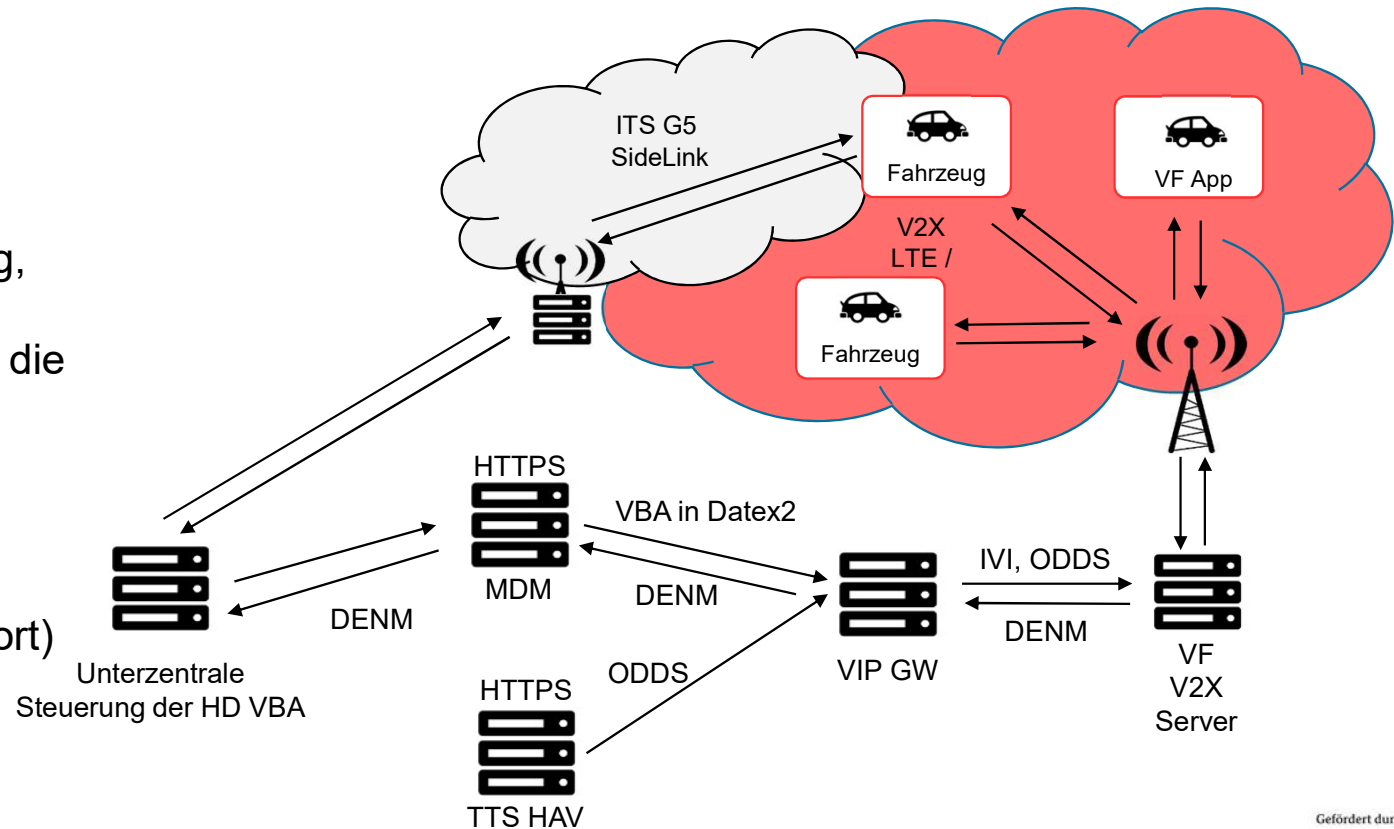 ITS G5
SideLink
Fahrzeug
VF App
V2X
LTE /
Fahrzeug
g,
die
HTTPS
MDM
VBA in Datex2
DENM
DENM
IVI, ODDS
DENM
VIP GW
VF
V2X
Server
ort)
Unterzentrale
Steuerung der HD VBA
HTTPS
ODDS
TTS HAV
Gefördert dur